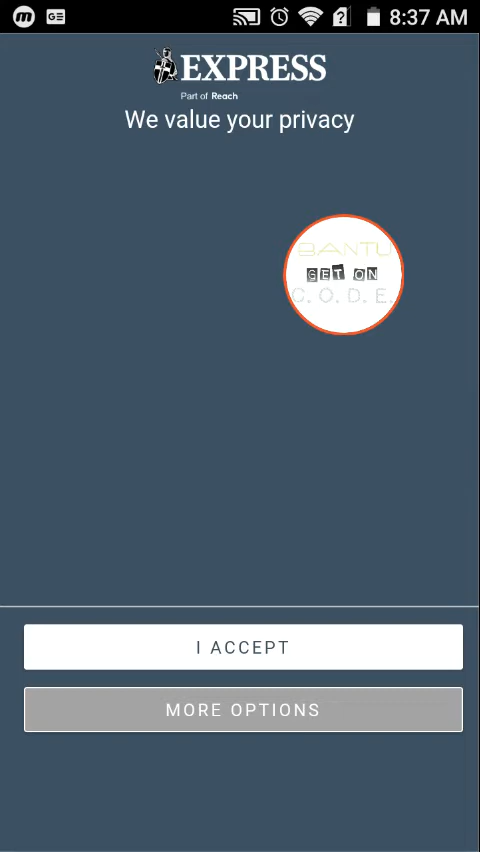 8:37 AM
EXPRESS
Part of Reach
We value your privacy
BANTU
GET ON
C.O.D.E.
I ACCEPT
MORE OPTIONS